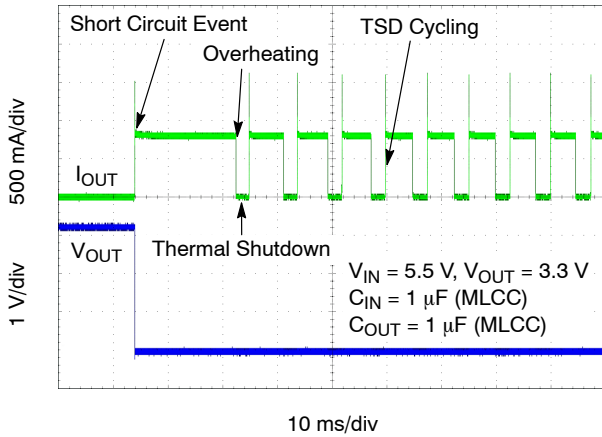 Short Circuit Event
Overheating
TSD Cycling
500 mA/div
I_OUT
Thermal Shutdown
V_OUT
1 V/div
V_IN = 5.5 V, V_OUT = 3.3 V
C_IN = 1 μF (MLCC)
C_OUT = 1 μF (MLCC)
10 ms/div